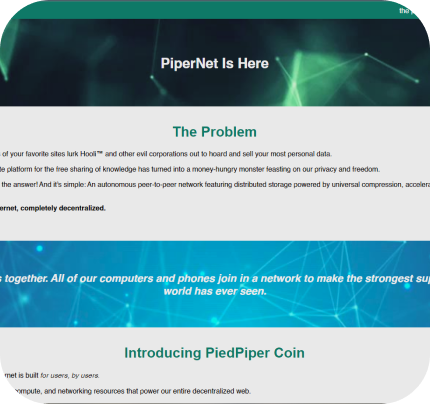 the
PiperNet Is Here
The Problem
of your favorite sites lurk Hooli™ and other evil corporations out to hoard and sell your most personal data.
te platform for the free sharing of knowledge has turned into a money-hungry monster feasting on our privacy and freedom.
the answer! And it's simple: An autonomous peer-to-peer network featuring distributed storage powered by universal compression, accelera
ernet, completely decentralized.
s together. All of our computers and phones join in a network to make the strongest sup
world has ever seen.
Introducing PiedPiper Coin
rnet is built for users, by users.
compute, and networking resources that power our entire decentralized web.